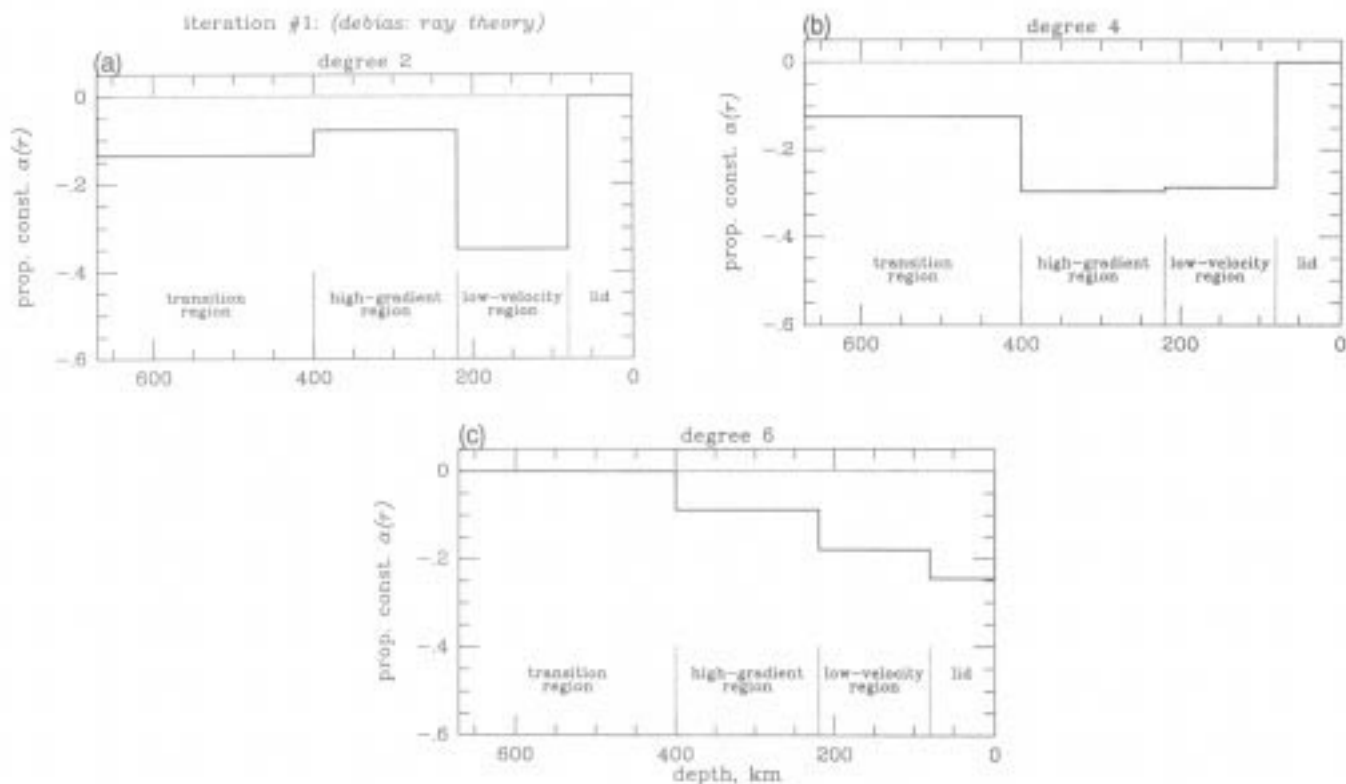 iteration #1: (debias: ray theory)
(a)
degree 2
prop. const. α(r)
0
-.2
-.4
-.6
transition region
high-gradient region
low-velocity region
lid
600
400
200
0
(b)
degree 4
prop. const. α(r)
0
-.2
-.4
-.6
transition region
high-gradient region
low-velocity region
lid
600
400
200
0
(c)
degree 6
prop. const. α(r)
0
-.2
-.4
-.6
transition region
high-gradient region
low-velocity region
lid
600
400
200
0
depth, km